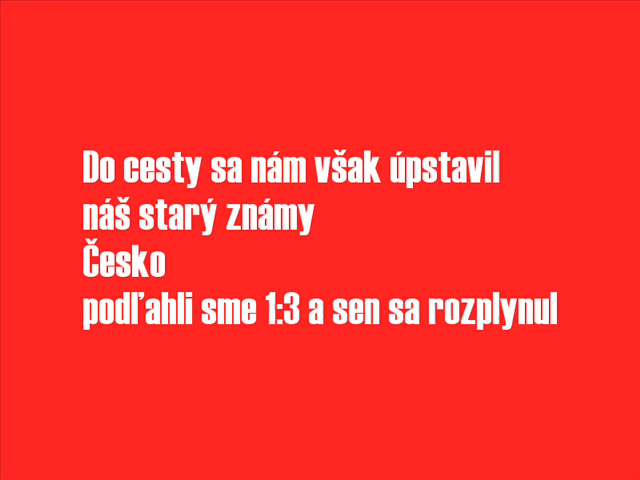 Do cesty sa nám však úpstavil
náš starý známy
Česko
podľahli sme 1:3 a sen sa rozplynul